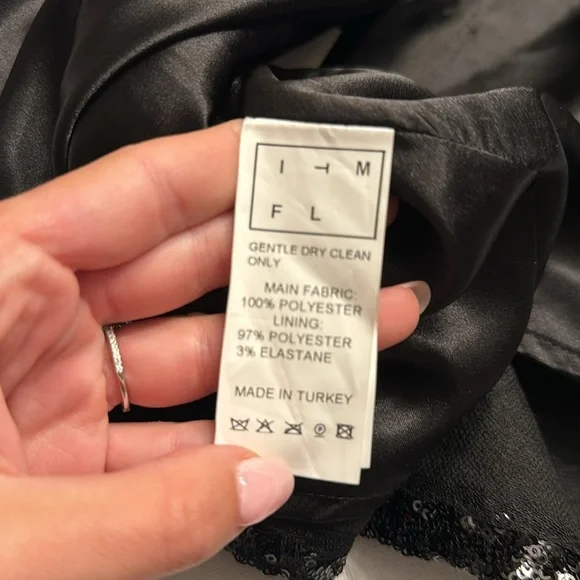 I T M
F L
GENTLE DRY CLEAN
ONLY
MAIN FABRIC:
100% POLYESTER
LINING:
97% POLYESTER
3% ELASTANE
MADE IN TURKEY